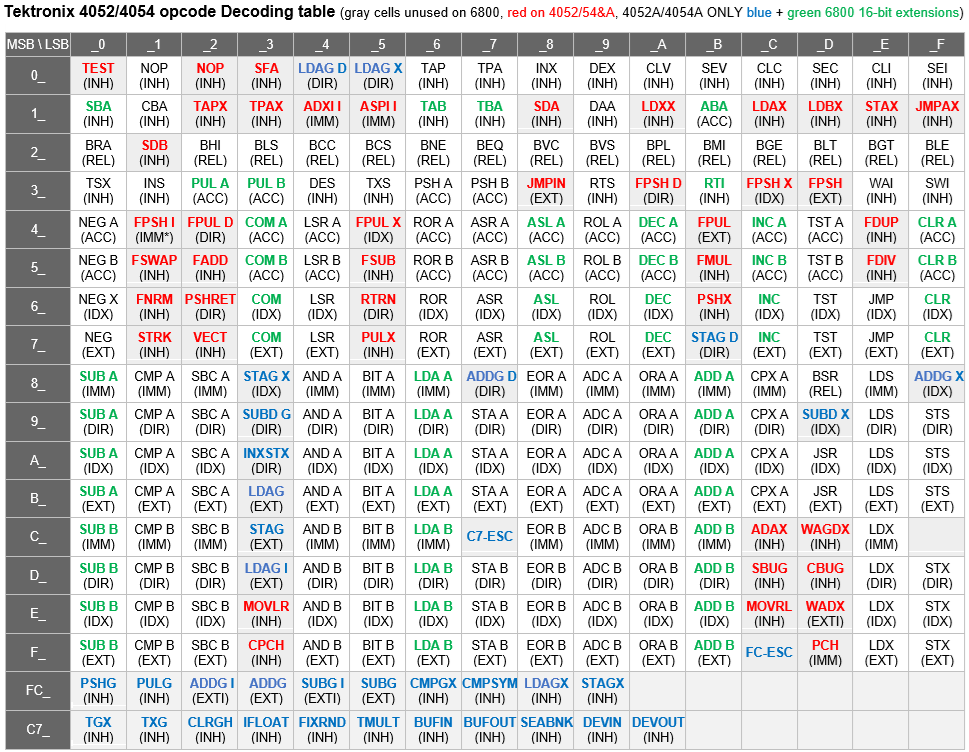 Tektronix 4052/4054 opcode Decoding table (gray cells unused on 6800, red on 4052/54&A, 4052A/4054A ONLY blue + green 6800 16-bit extensions)
MSB \ LSB _0 _1 _2 _3 _4 _5 _6 _7 _8 _9 _A _B _C _D _E _F
0_ TEST NOP NOP SFA LDAG D LDAG X TAP TPA INX DEX CLV SEV CLC SEC CLI SEI
(INH) (INH) (INH) (INH) (DIR) (DIR) (INH) (INH) (INH) (INH) (INH) (INH) (INH) (INH) (INH) (INH)
1_ SBA CBA TAPX TPAX ADXI I ASPI I TAB TBA SDA DAA LDXX ABA LDAX LDBX STAX JMPAX
(INH) (INH) (INH) (INH) (IMM) (IMM) (INH) (INH) (INH) (INH) (INH) (ACC) (INH) (INH) (INH) (INH)
2_ BRA SDB BHI BLS BCC BCS BNE BEQ BVC BVS BPL BMI BGE BLT BGT BLE
(REL) (INH) (REL) (REL) (REL) (REL) (REL) (REL) (REL) (REL) (REL) (REL) (REL) (REL) (REL) (REL)
3_ TSX INS PUL A PUL B DES TXS PSH A PSH B JMPIN RTS FPSH D RTI FPSH X FPSH WAI SWI
(INH) (INH) (ACC) (ACC) (INH) (INH) (ACC) (ACC) (EXT) (INH) (DIR) (INH) (IDX) (EXT) (INH) (INH)
4_ NEG A FPSH I FPUL D COM A LSR A FPUL X ROR A ASR A ASL A ROL A DEC A FPUL INC A TST A FDUP CLR A
(ACC) (IMM*) (DIR) (ACC) (ACC) (IDX) (ACC) (ACC) (ACC) (ACC) (ACC) (EXT) (ACC) (ACC) (INH) (ACC)
5_ NEG B FSWAP FADD COM B LSR B FSUB ROR B ASR B ASL B ROL B DEC B FMUL INC B TST B FDIV CLR B
(ACC) (INH) (INH) (ACC) (ACC) (INH) (ACC) (ACC) (ACC) (ACC) (ACC) (INH) (ACC) (ACC) (INH) (ACC)
6_ NEG X FNRM PSHRET COM LSR RTRN ROR ASR ASL ROL DEC PSHX INC TST JMP CLR
(IDX) (INH) (DIR) (IDX) (IDX) (DIR) (IDX) (IDX) (IDX) (IDX) (IDX) (INH) (IDX) (IDX) (IDX) (IDX)
7_ NEG STRK VECT COM LSR PULX ROR ASR ASL ROL DEC STAG D INC TST JMP CLR
(EXT) (INH) (INH) (EXT) (EXT) (INH) (EXT) (EXT) (EXT) (EXT) (EXT) (DIR) (EXT) (EXT) (EXT) (EXT)
8_ SUB A CMP A SBC A STAG X AND A BIT A LDA A ADDG D EOR A ADC A ORA A ADD A CPX A BSR LDS ADDG X
(IMM) (IMM) (IMM) (IDX) (IMM) (IMM) (IMM) (DIR) (IMM) (IMM) (IMM) (IMM) (IMM) (REL) (IMM) (IDX)
9_ SUB A CMP A SBC A SUBD G AND A BIT A LDA A STA A EOR A ADC A ORA A ADD A CPX A SUBD X LDS STS
(DIR) (DIR) (DIR) (DIR) (DIR) (DIR) (DIR) (DIR) (DIR) (DIR) (DIR) (DIR) (DIR) (IDX) (DIR) (DIR)
A_ SUB A CMP A SBC A INXSTX AND A BIT A LDA A STA A EOR A ADC A ORA A ADD A CPX A JSR LDS STS
(IDX) (IDX) (IDX) (DIR) (IDX) (IDX) (IDX) (IDX) (IDX) (IDX) (IDX) (IDX) (IDX) (IDX) (IDX) (IDX)
B_ SUB A CMP A SBC A LDAG AND A BIT A LDA A STA A EOR A ADC A ORA A ADD A CPX A JSR LDS STS
(EXT) (EXT) (EXT) (EXT) (EXT) (EXT) (EXT) (EXT) (EXT) (EXT) (EXT) (EXT) (EXT) (EXT) (EXT) (EXT)
C_ SUB B CMP B SBC B STAG AND B BIT B LDA B C7-ESC EOR B ADC B ORA B ADD B ADAX WAGDX LDX
(IMM) (IMM) (IMM) (EXT) (IMM) (IMM) (IMM) (IMM) (IMM) (IMM) (IMM) (INH) (INH) (IMM)
D_ SUB B CMP B SBC B LDAG I AND B BIT B LDA B STA B EOR B ADC B ORA B ADD B SBUG CBUG LDX STX
(DIR) (DIR) (DIR) (EXT) (DIR) (DIR) (DIR) (DIR) (DIR) (DIR) (DIR) (DIR) (INH) (INH) (DIR) (DIR)
E_ SUB B CMP B SBC B MOVLR AND B BIT B LDA B STA B EOR B ADC B ORA B ADD B MOVRL WADX LDX STX
(IDX) (IDX) (IDX) (INH) (IDX) (IDX) (IDX) (IDX) (IDX) (IDX) (IDX) (IDX) (INH) (EXTI) (IDX) (IDX)
F_ SUB B CMP B SBC B CPCH AND B BIT B LDA B STA B EOR B ADC B ORA B ADD B FC-ESC PCH LDX STX
(EXT) (EXT) (EXT) (INH) (EXT) (EXT) (EXT) (EXT) (EXT) (EXT) (EXT) (EXT) (IMM) (EXT) (EXT)
FC_ PSHG PULG ADDG I ADDG SUBG I SUBG CMPGX CMPSYM LDAGX STAGX
(INH) (INH) (EXTI) (EXT) (EXTI) (EXT) (INH) (INH) (INH) (INH)
C7_ TGX TXG CLRGH IFLOAT FIXRND TMULT BUFIN BUFOUT SEABNK DEVIN DEVOUT
(INH) (INH) (INH) (INH) (INH) (INH) (INH) (INH) (INH) (INH) (INH)